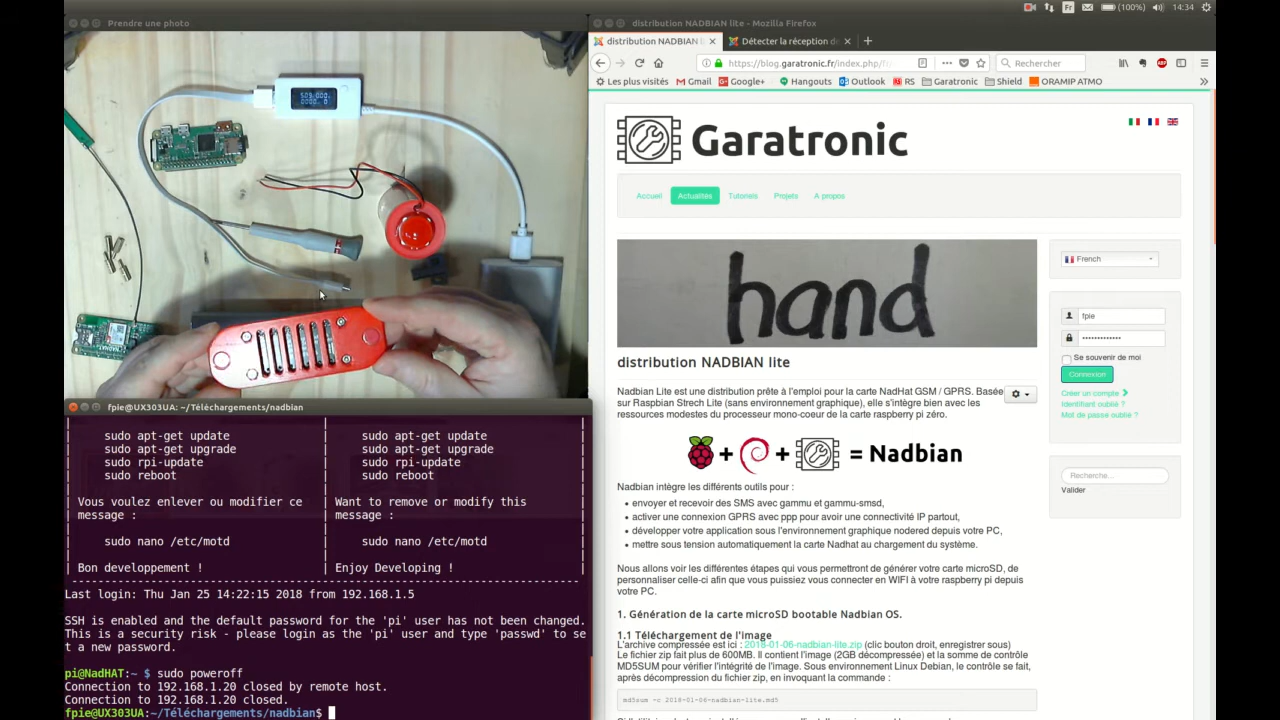 Fr
(100%)
14:34
Prendre une photo
distribution NADBIAN lite - Mozilla Firefox
distribution NADBIAN l
Détecter la réception de
https://blog.garatronic.fr/index.php/f
Rechercher
Les plus visités
Gmail
Google+
Hangouts
Outlook
RS
Garatronic
Shield
ORAMIP ATMO
Garatronic
Accueil
Actualités
Tutoriels
Projets
A propos
hand
French
fpie
Se souvenir de moi
Connexion
Créer un compte
Identifiant oublié ?
Mot de passe oublié ?
Recherche...
Valider
distribution NADBIAN lite
Nadbian Lite est une distribution prête à l'emploi pour la carte NadHat GSM / GPRS. Basée
sur Raspbian Strech Lite (sans environnement graphique), elle s'intègre bien avec les
ressources modestes du processeur mono-coeur de la carte raspberry pi zéro.
+ + = Nadbian
Nadbian intègre les différents outils pour :
envoyer et recevoir des SMS avec gammu et gammu-smsd,
activer une connexion GPRS avec ppp pour avoir une connectivité IP partout,
développer votre application sous l'environnement graphique nodered depuis votre PC,
mettre sous tension automatiquement la carte Nadhat au chargement du système.
Nous allons voir les différentes étapes qui vous permettront de générer votre carte microSD, de
personnaliser celle-ci afin que vous puissiez vous connecter en WIFI à votre raspberry pi depuis
votre PC.
1. Génération de la carte microSD bootable Nadbian OS.
1.1 Téléchargement de l'image
L'archive compressée est ici : 2018-01-06-nadbian-lite.zip (clic bouton droit, enregistrer sous)
Le fichier zip fait plus de 600MB. Il contient l'image (2GB décompressée) et la somme de contrôle
MD5SUM pour vérifier l'intégrité de l'image. Sous environnement Linux Debian, le contrôle se fait,
après décompression du fichier zip, en invoquant la commande :
md5sum -c 2018-01-06-nadbian-lite.md5
fpie@UX303UA: ~/Téléchargements/nadbian
| sudo apt-get update | sudo apt-get update |
| sudo apt-get upgrade | sudo apt-get upgrade |
| sudo rpi-update | sudo rpi-update |
| sudo reboot | sudo reboot |
| Vous voulez enlever ou modifier ce | Want to remove or modify this |
| message : | message : |
| sudo nano /etc/motd | sudo nano /etc/motd |
| Bon developpement ! | Enjoy Developing ! |
Last login: Thu Jan 25 14:22:15 2018 from 192.168.1.5
SSH is enabled and the default password for the 'pi' user has not been changed.
This is a security risk - please login as the 'pi' user and type 'passwd' to se
t a new password.
pi@NadHAT:~ $ sudo poweroff
Connection to 192.168.1.20 closed by remote host.
Connection to 192.168.1.20 closed.
fpie@UX303UA:~/Téléchargements/nadbian$